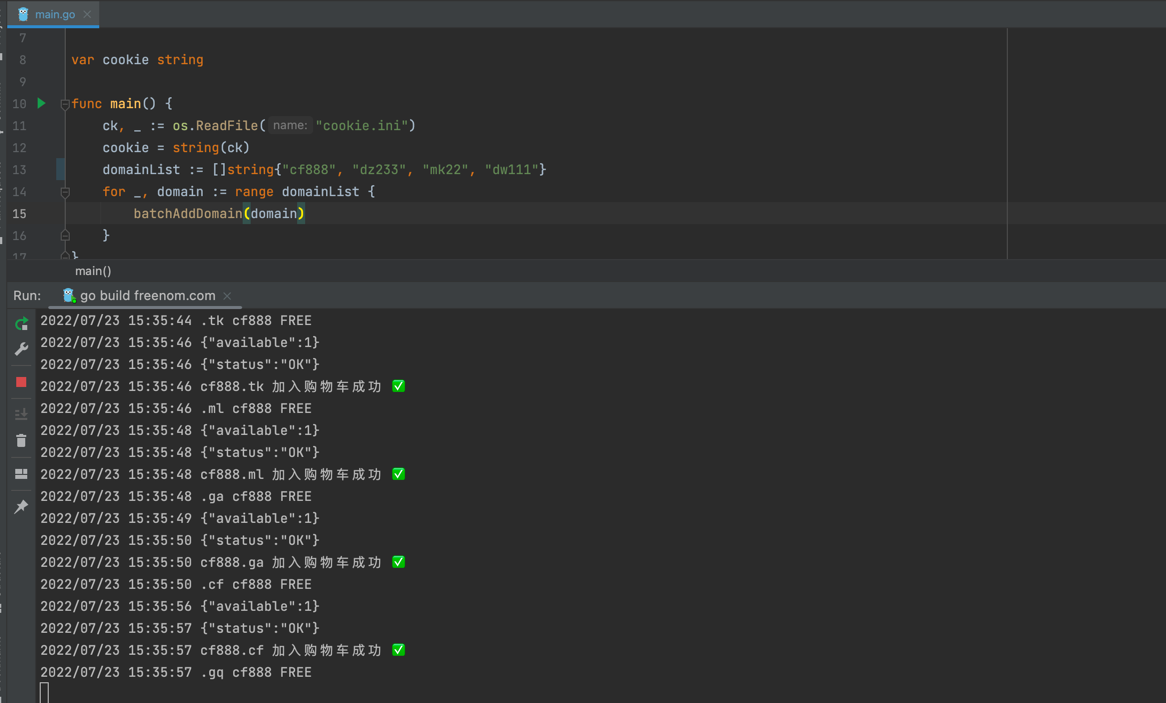 main.go
7
8 var cookie string
9
10 func main() {
11 ck, _ := os.ReadFile( name: "cookie.ini")
12 cookie = string(ck)
13 domainList := []string{"cf888", "dz233", "mk22", "dw111"}
14 for _, domain := range domainList {
15 batchAddDomain(domain)
16 }
17 }
main()
Run: go build freenom.com
2022/07/23 15:35:44 .tk cf888 FREE
2022/07/23 15:35:46 {"available":1}
2022/07/23 15:35:46 {"status":"OK"}
2022/07/23 15:35:46 cf888.tk 加入购物车成功 ✅
2022/07/23 15:35:46 .ml cf888 FREE
2022/07/23 15:35:48 {"available":1}
2022/07/23 15:35:48 {"status":"OK"}
2022/07/23 15:35:48 cf888.ml 加入购物车成功 ✅
2022/07/23 15:35:48 .ga cf888 FREE
2022/07/23 15:35:49 {"available":1}
2022/07/23 15:35:50 {"status":"OK"}
2022/07/23 15:35:50 cf888.ga 加入购物车成功 ✅
2022/07/23 15:35:50 .cf cf888 FREE
2022/07/23 15:35:56 {"available":1}
2022/07/23 15:35:57 {"status":"OK"}
2022/07/23 15:35:57 cf888.cf 加入购物车成功 ✅
2022/07/23 15:35:57 .gq cf888 FREE